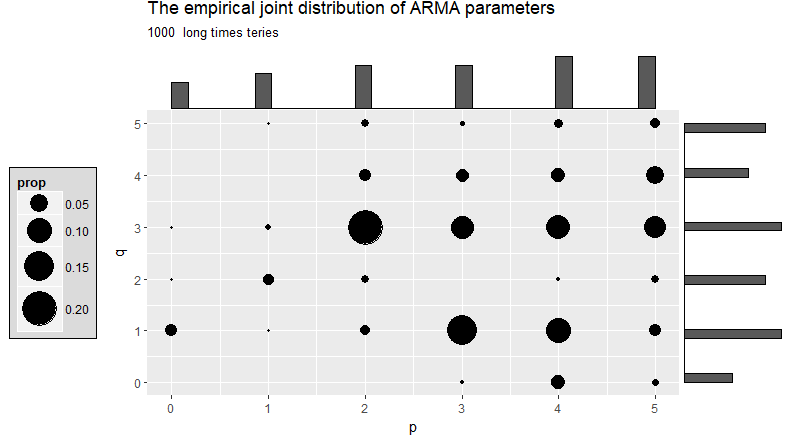 The empirical joint distribution of ARMA parameters
1000 long times teries
prop
0.05
0.10
0.15
0.20
q
5
4
3
2
1
0
0 1 2 3 4 5
p